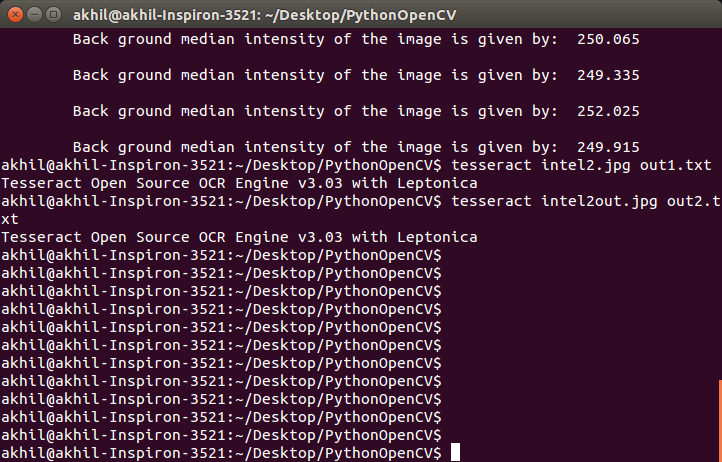 akhil@akhil-Inspiron-3521: ~/Desktop/PythonOpenCV
Back ground median intensity of the image is given by:  250.065
Back ground median intensity of the image is given by:  249.335
Back ground median intensity of the image is given by:  252.025
Back ground median intensity of the image is given by:  249.915
akhil@akhil-Inspiron-3521:~/Desktop/PythonOpenCV$ tesseract intel2.jpg out1.txt
Tesseract Open Source OCR Engine v3.03 with Leptonica
akhil@akhil-Inspiron-3521:~/Desktop/PythonOpenCV$ tesseract intel2out.jpg out2.t
xt
Tesseract Open Source OCR Engine v3.03 with Leptonica
akhil@akhil-Inspiron-3521:~/Desktop/PythonOpenCV$
akhil@akhil-Inspiron-3521:~/Desktop/PythonOpenCV$
akhil@akhil-Inspiron-3521:~/Desktop/PythonOpenCV$
akhil@akhil-Inspiron-3521:~/Desktop/PythonOpenCV$
akhil@akhil-Inspiron-3521:~/Desktop/PythonOpenCV$
akhil@akhil-Inspiron-3521:~/Desktop/PythonOpenCV$
akhil@akhil-Inspiron-3521:~/Desktop/PythonOpenCV$
akhil@akhil-Inspiron-3521:~/Desktop/PythonOpenCV$
akhil@akhil-Inspiron-3521:~/Desktop/PythonOpenCV$
akhil@akhil-Inspiron-3521:~/Desktop/PythonOpenCV$
akhil@akhil-Inspiron-3521:~/Desktop/PythonOpenCV$
akhil@akhil-Inspiron-3521:~/Desktop/PythonOpenCV$